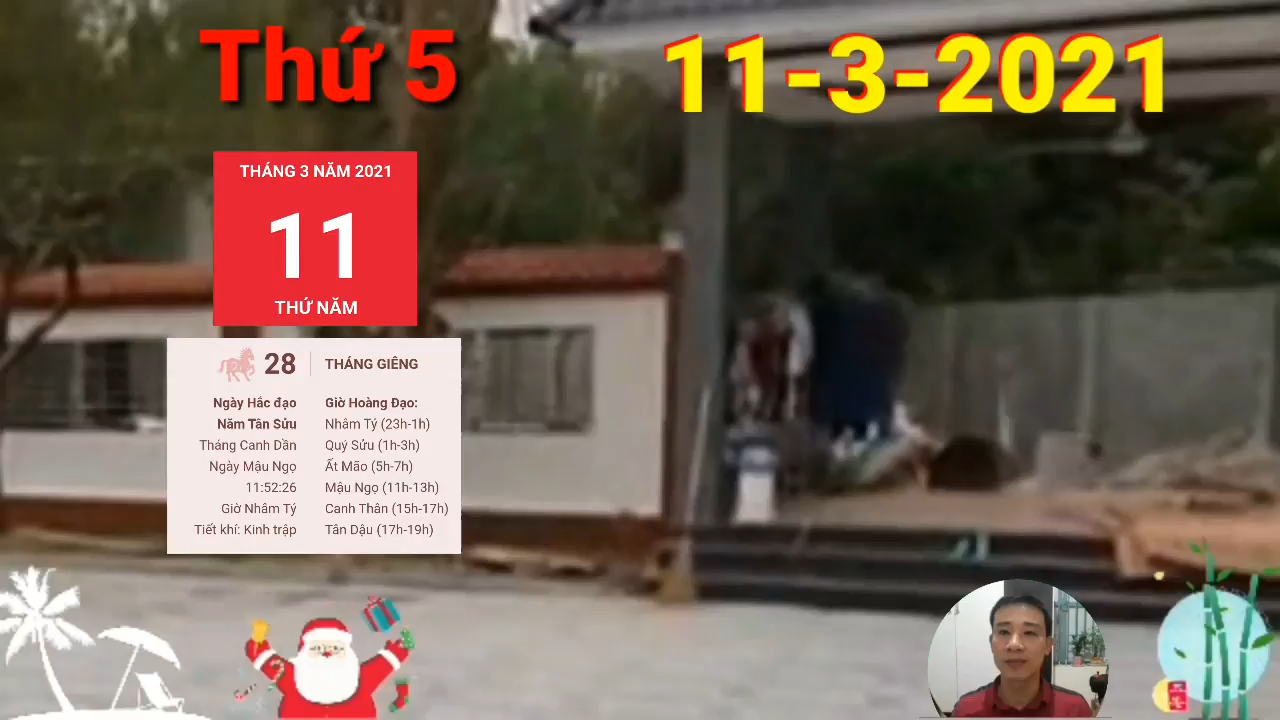 Thứ 5
11-3-2021
THÁNG 3 NĂM 2021
11
THỨ NĂM
28
THÁNG GIÊNG
Ngày Hắc đạo
Năm Tân Sửu
Tháng Canh Dần
Ngày Mậu Ngọ
11:52:26
Giờ Nhâm Tý
Tiết khí: Kinh trập
Giờ Hoàng Đạo:
Nhâm Tý (23h-1h)
Quý Sửu (1h-3h)
Ất Mão (5h-7h)
Mậu Ngọ (11h-13h)
Canh Thân (15h-17h)
Tân Dậu (17h-19h)